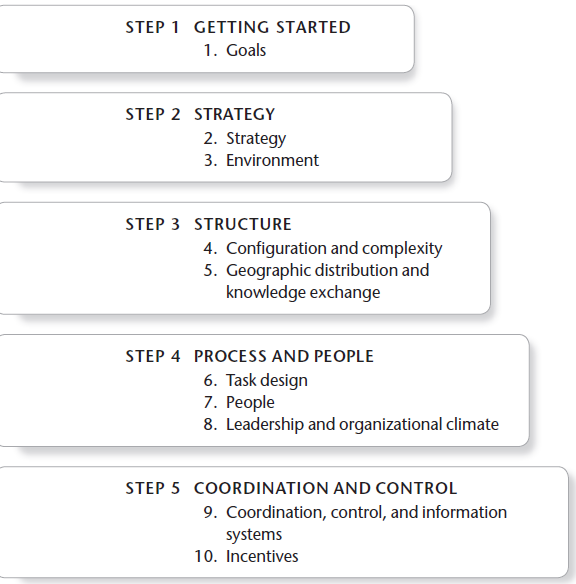 STEP 1 GETTING STARTED
1. Goals
STEP 2 STRATEGY
2. Strategy
3. Environment
STEP 3 STRUCTURE
4. Configuration and complexity
5. Geographic distribution and
knowledge exchange
STEP 4 PROCESS AND PEOPLE
6. Task design
7. People
8. Leadership and organizational climate
STEP 5 COORDINATION AND CONTROL
9. Coordination, control, and information
systems
10. Incentives